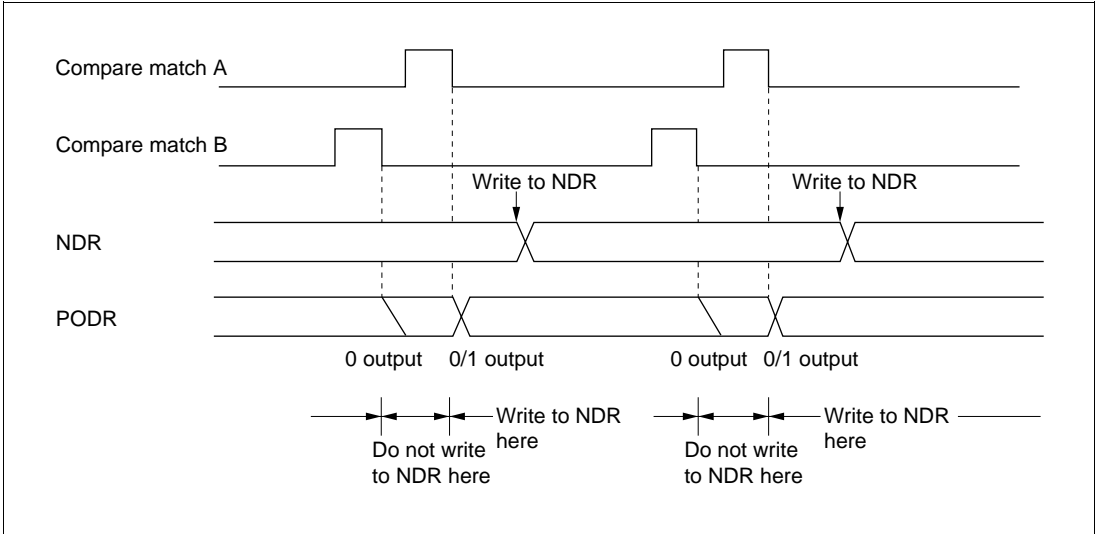 Compare match A
Compare match B
Write to NDR
Write to NDR
NDR
PODR
0 output
0/1 output
0 output
0/1 output
Write to NDR
here
Do not write
to NDR here
Write to NDR
here
Do not write
to NDR here